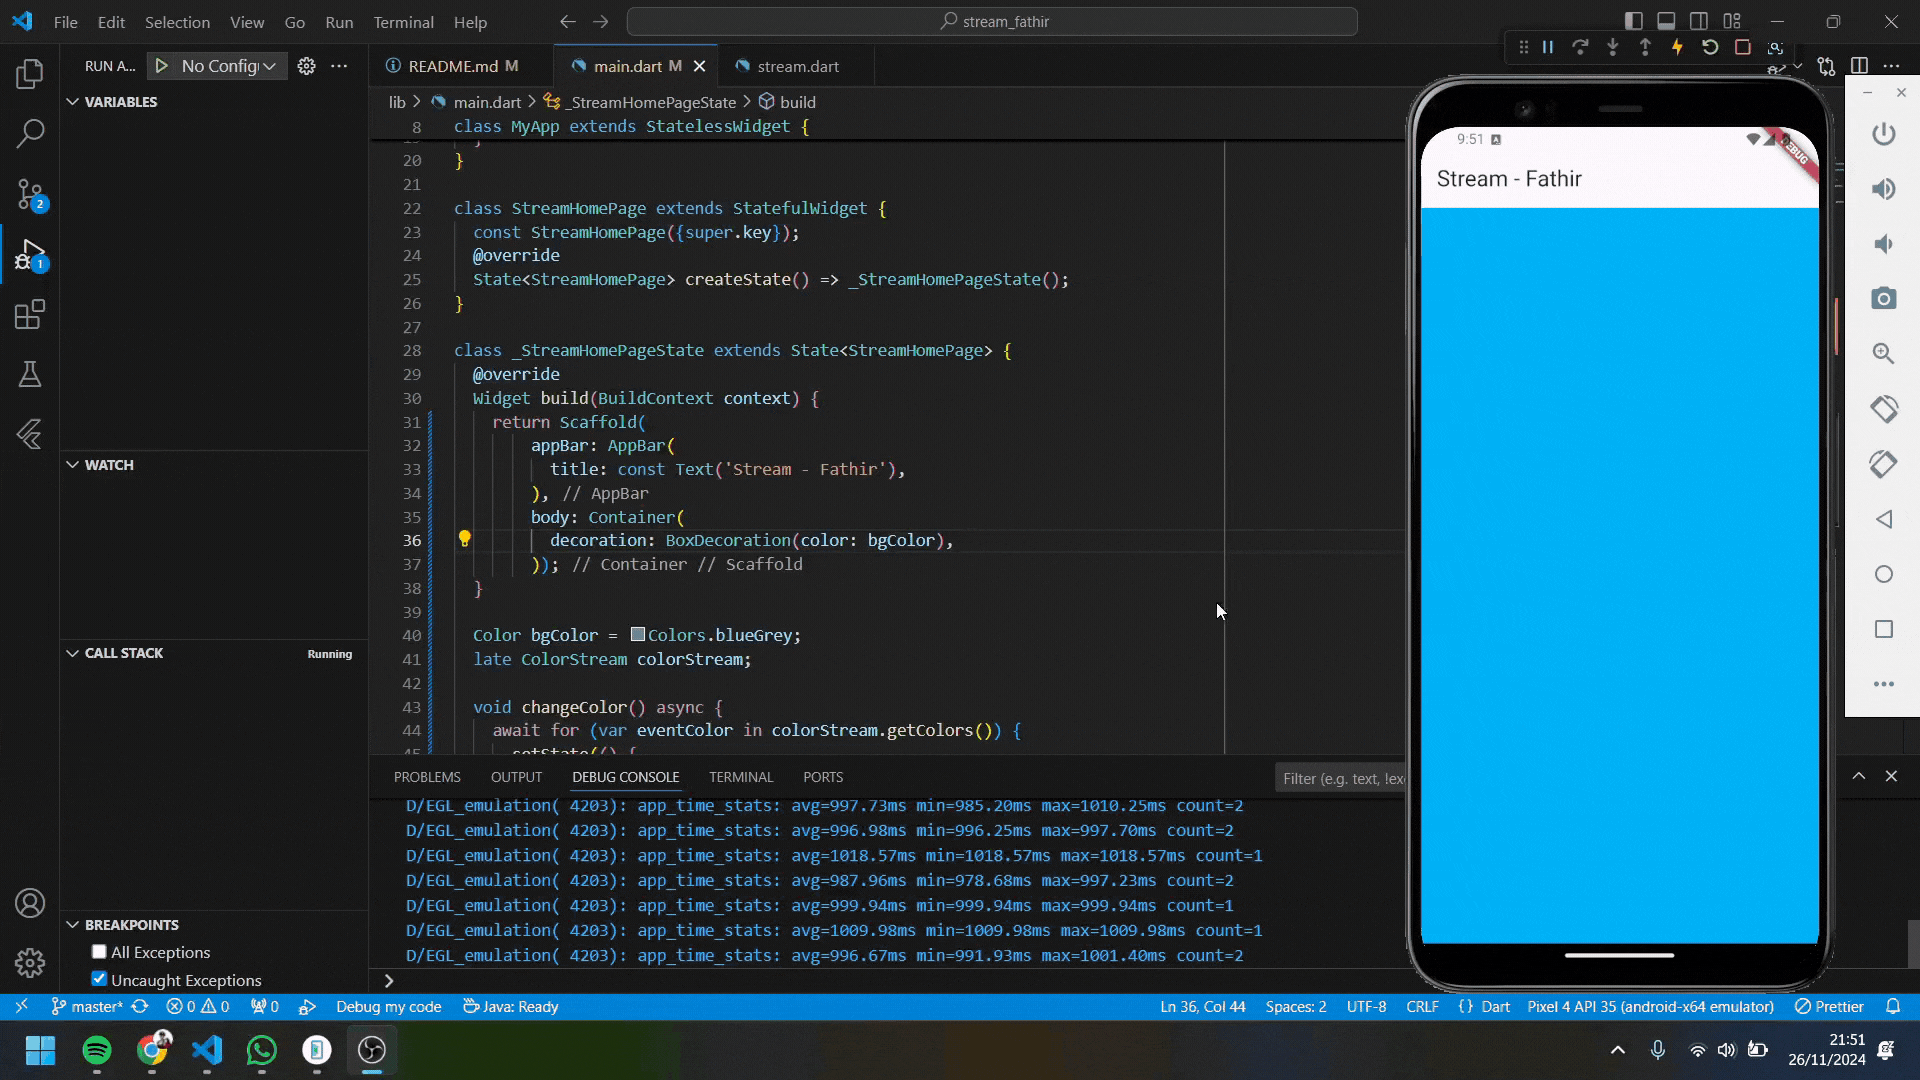 File Edit Selection View Go Run Terminal Help
stream_fathir
RUN A... No Config
README.md M
main.dart M
stream.dart
lib > main.dart > _StreamHomePageState > build
VARIABLES
WATCH
CALL STACK Running
BREAKPOINTS
All Exceptions
Uncaught Exceptions
2
1
8 class MyApp extends StatelessWidget {
20 }
21
22 class StreamHomePage extends StatefulWidget {
23 const StreamHomePage({super.key});
24 @override
25 State<StreamHomePage> createState() => _StreamHomePageState();
26 }
27
28 class _StreamHomePageState extends State<StreamHomePage> {
29 @override
30 Widget build(BuildContext context) {
31 return Scaffold(
32 appBar: AppBar(
33 title: const Text('Stream - Fathir'),
34 ), // AppBar
35 body: Container(
36 decoration: BoxDecoration(color: bgColor),
37 )); // Container // Scaffold
38 }
39
40 Color bgColor = Colors.blueGrey;
41 late ColorStream colorStream;
42
43 void changeColor() async {
44 await for (var eventColor in colorStream.getColors()) {
45 setState(() {
PROBLEMS OUTPUT DEBUG CONSOLE TERMINAL PORTS
Filter (e.g. text, !exc
D/EGL_emulation( 4203): app_time_stats: avg=997.73ms min=985.20ms max=1010.25ms count=2
D/EGL_emulation( 4203): app_time_stats: avg=996.98ms min=996.25ms max=997.70ms count=2
D/EGL_emulation( 4203): app_time_stats: avg=1018.57ms min=1018.57ms max=1018.57ms count=1
D/EGL_emulation( 4203): app_time_stats: avg=987.96ms min=978.68ms max=997.23ms count=2
D/EGL_emulation( 4203): app_time_stats: avg=999.94ms min=999.94ms max=999.94ms count=1
D/EGL_emulation( 4203): app_time_stats: avg=1009.98ms min=1009.98ms max=1009.98ms count=1
D/EGL_emulation( 4203): app_time_stats: avg=996.67ms min=991.93ms max=1001.40ms count=2
9:51
DEBUG
Stream - Fathir
master* 0 0 0 Debug my code Java: Ready Ln 36, Col 44 Spaces: 2 UTF-8 CRLF {} Dart Pixel 4 API 35 (android-x64 emulator) Prettier
21:51
26/11/2024